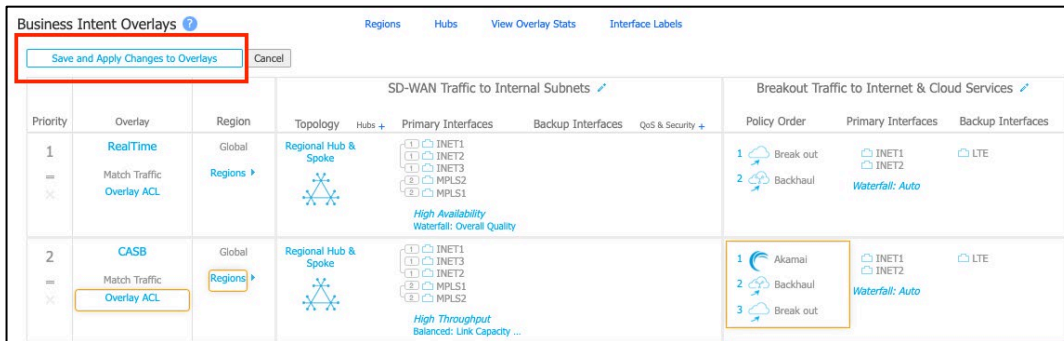 Business Intent Overlays ?
Regions Hubs View Overlay Stats Interface Labels
Save and Apply Changes to Overlays Cancel
SD-WAN Traffic to Internal Subnets Breakout Traffic to Internet & Cloud Services
Priority Overlay Region Topology Hubs + Primary Interfaces Backup Interfaces QoS & Security + Policy Order Primary Interfaces Backup Interfaces
1
RealTime
Match Traffic
Overlay ACL
Global
Regions
Regional Hub &
Spoke
1 INET1
1 INET2
1 INET3
2 MPLS2
2 MPLS1
High Availability
Waterfall: Overall Quality
1 Break out
2 Backhaul
INET1
INET2
Waterfall: Auto
LTE
2
CASB
Match Traffic
Overlay ACL
Global
Regions
Regional Hub &
Spoke
1 INET1
1 INET3
1 INET2
2 MPLS1
2 MPLS2
High Throughput
Balanced: Link Capacity ...
1 Akamai
2 Backhaul
3 Break out
INET1
INET2
Waterfall: Auto
LTE